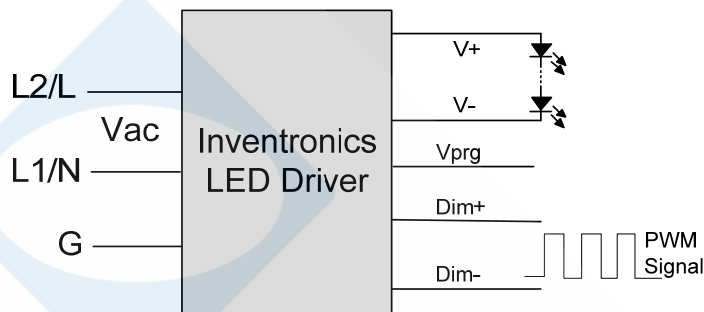 L2/L
Vac
L1/N
G
Inventronics
LED Driver
V+
V-
Vprg
Dim+
Dim-
PWM
Signal